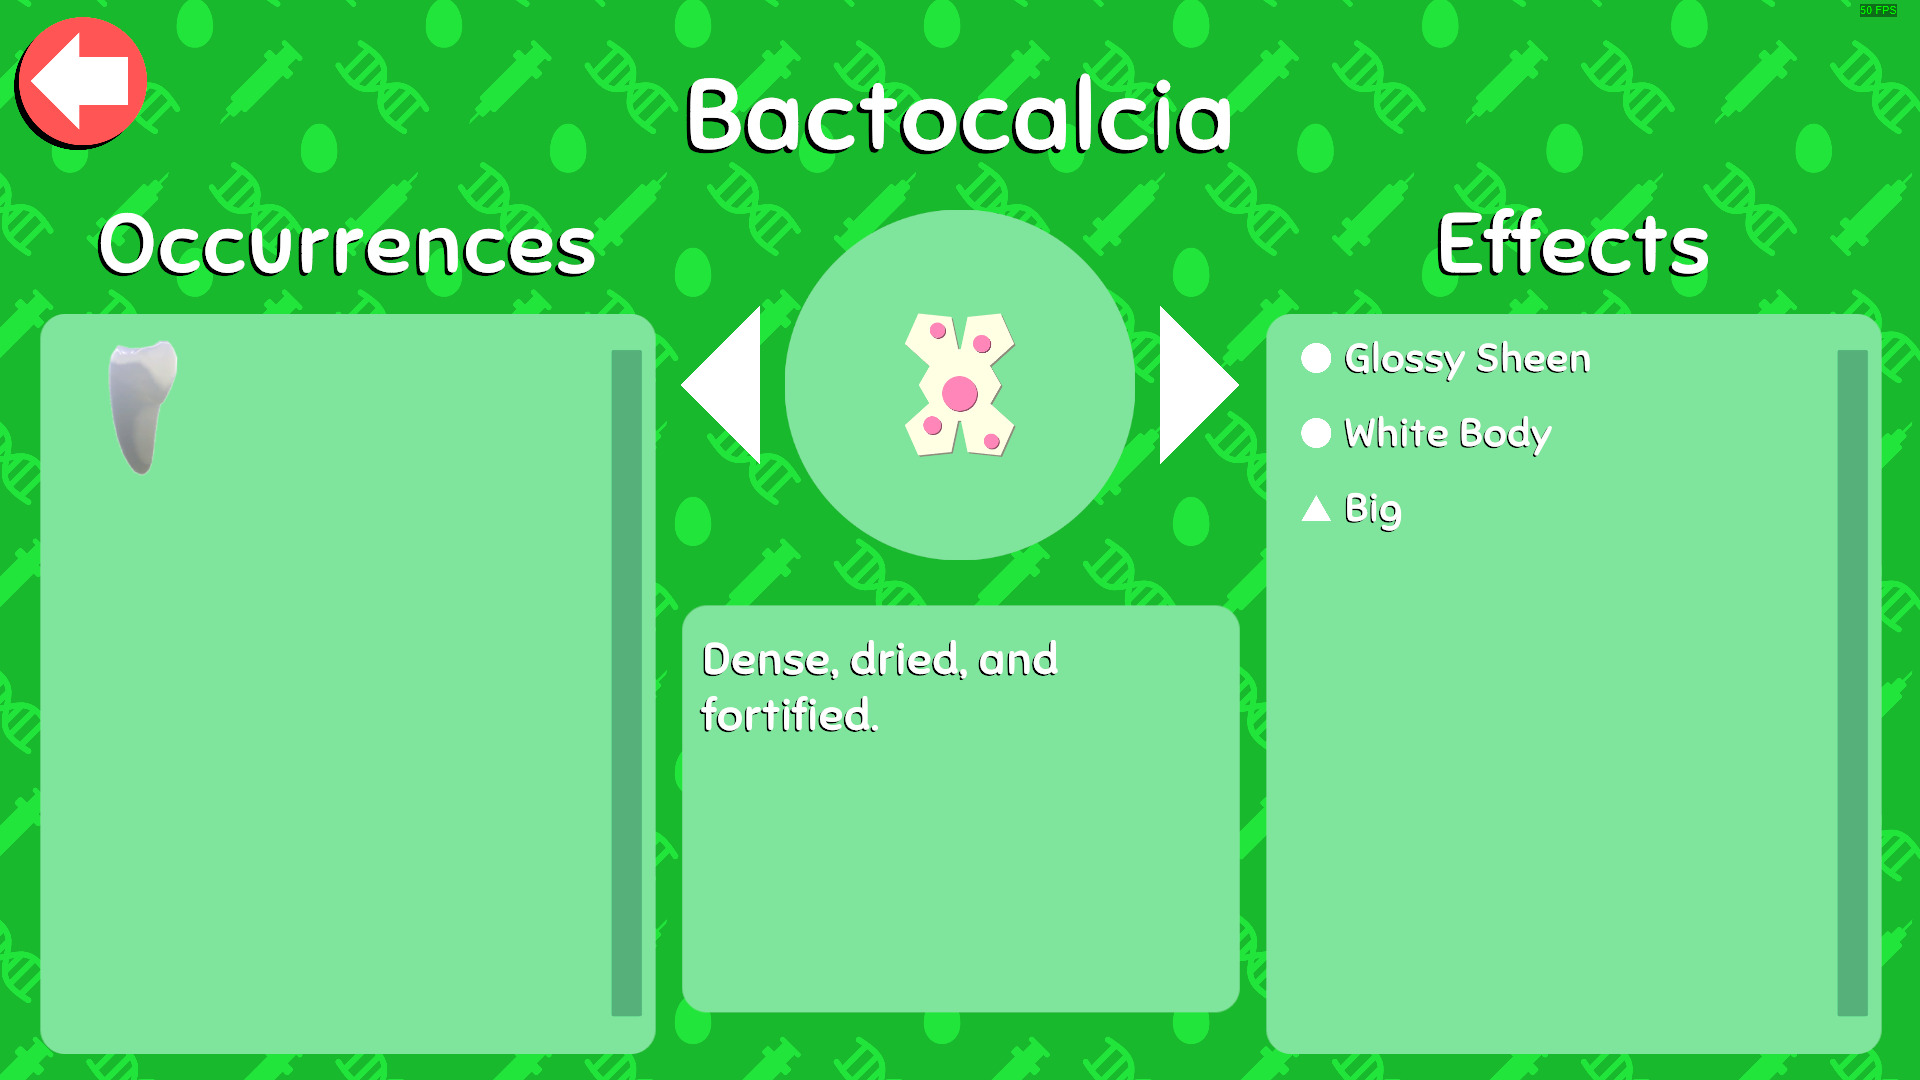 50 FPS
Bactocalcia
Occurrences
Effects
Glossy Sheen
White Body
Big
Dense, dried, and
fortified.